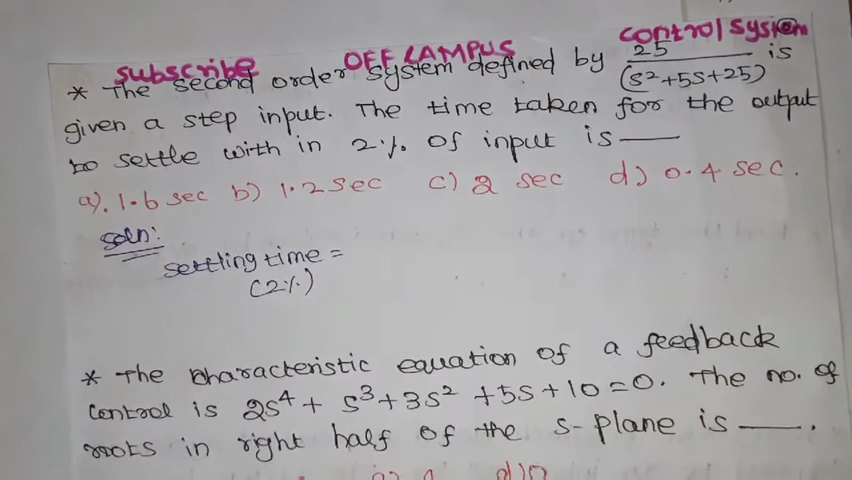 subscribe OFF CAMPUS control system
* The second order system defined by 25 / (s²+5s+25) is
given a step input. The time taken for the output
to settle with in 2% of input is ___
a). 1.6 sec b) 1.2 sec c) 2 sec d) 0.4 sec.
Soln:
settling time =
(2%)
* The characteristic equation of a feedback
control is 2s⁴ + s³ + 3s² + 5s + 10 = 0. The no. of
roots in right half of the s-plane is ___.